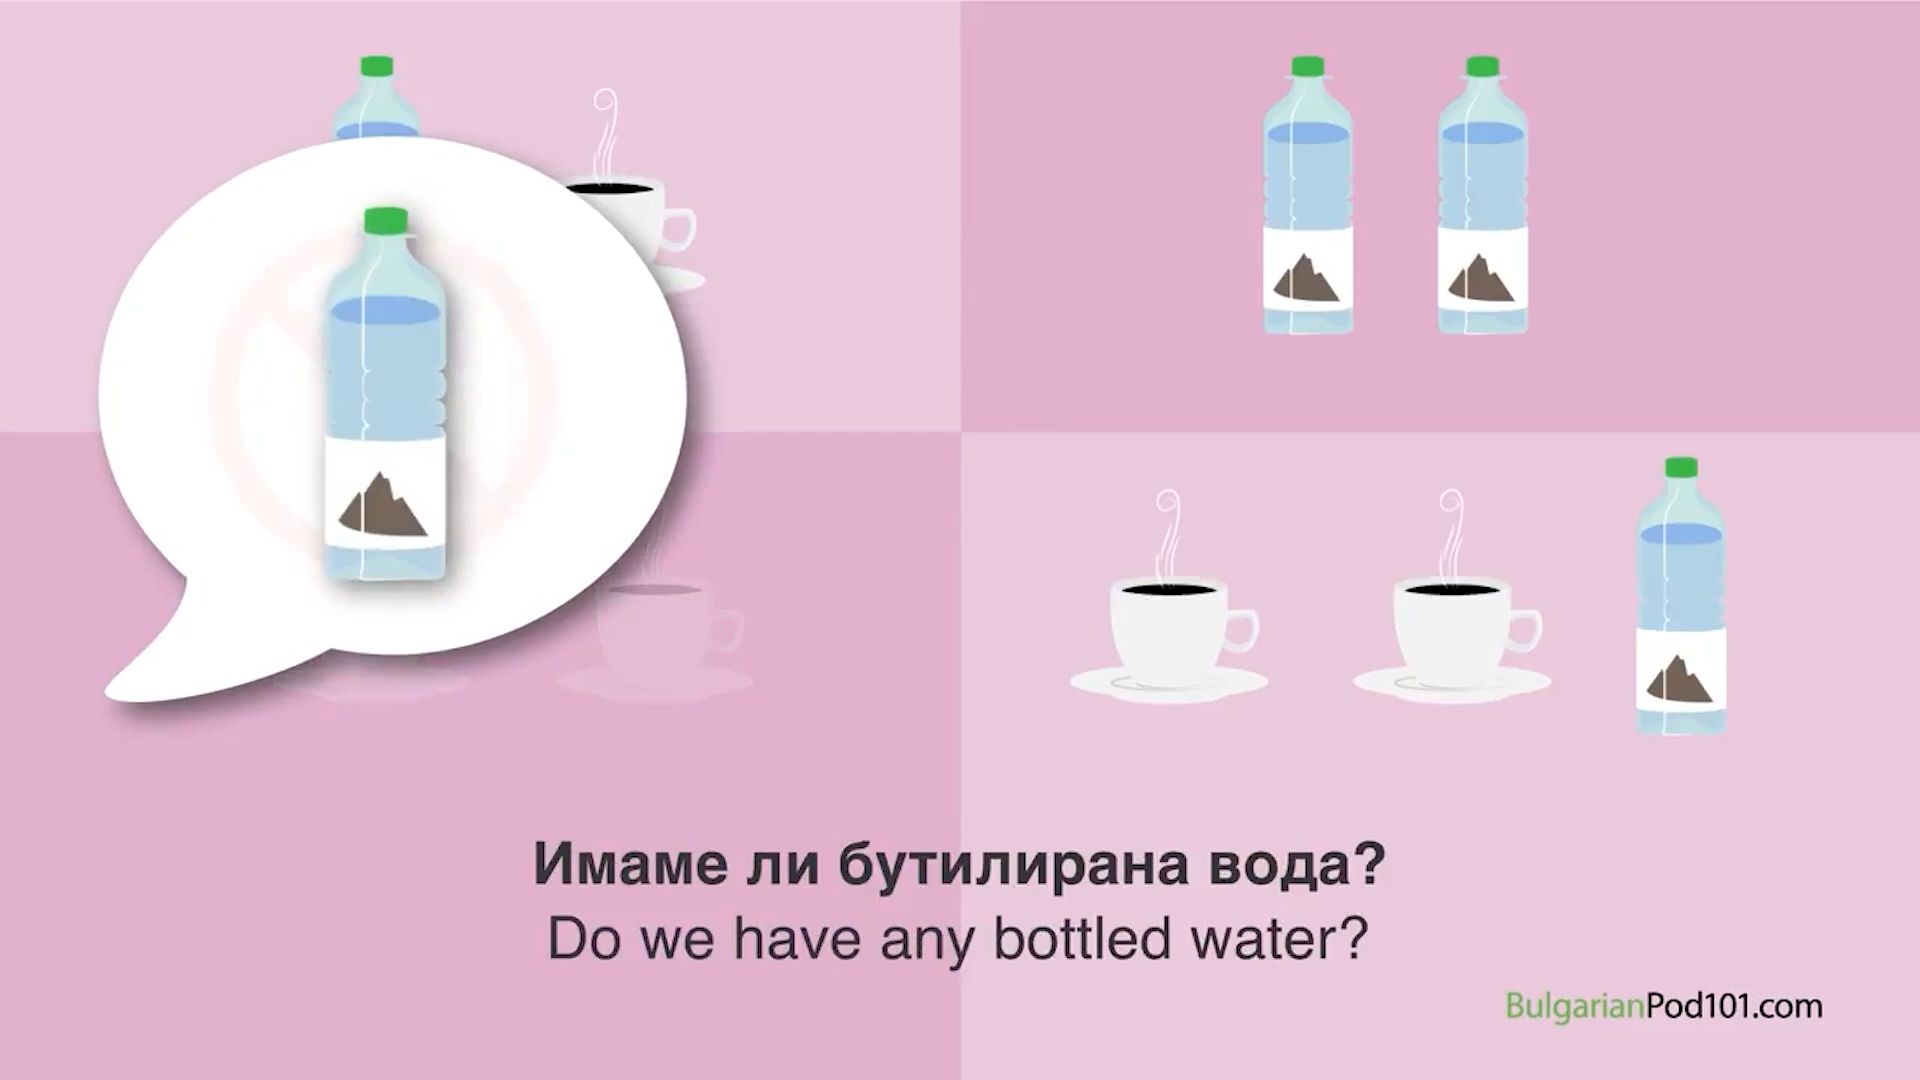 Имаме ли бутилирана вода?
Do we have any bottled water?
BulgarianPod101.com